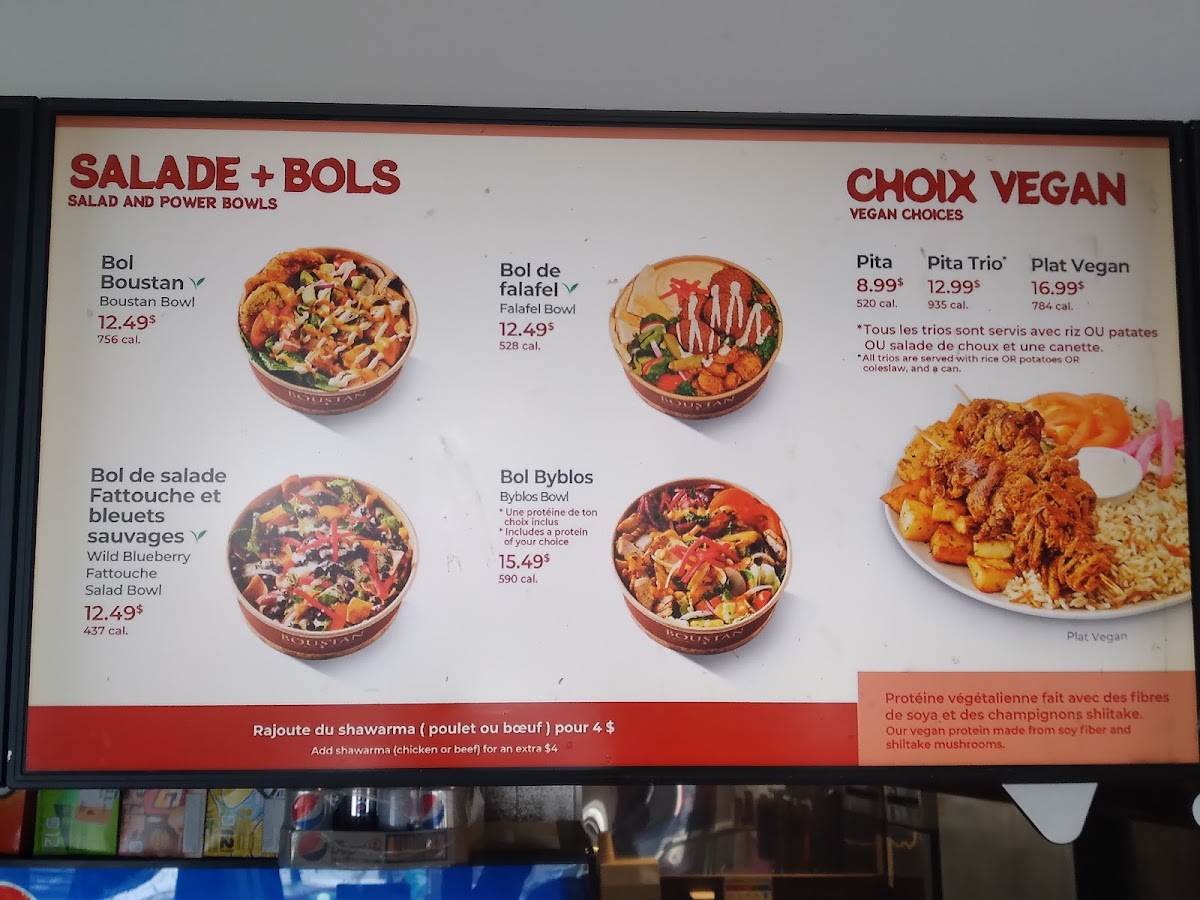 SALADE + BOLS
SALAD AND POWER BOWLS
Bol
Boustan
Boustan Bowl
12.49$
756 cal.
BOUSTAN
Bol de
falafel
Falafel Bowl
12.49$
528 cal.
BOUSTAN
Bol de salade
Fattouche et
bleuets
sauvages
Wild Blueberry
Fattouche
Salad Bowl
12.49$
437 cal.
BOUSTAN
Bol Byblos
Byblos Bowl
* Une protéine de ton
choix inclus
* Includes a protein
of your choice
15.49$
590 cal.
BOUSTAN
Rajoute du shawarma ( poulet ou bœuf ) pour 4 $
Add shawarma (chicken or beef) for an extra $4
CHOIX VEGAN
VEGAN CHOICES
Pita
8.99$
520 cal.
Pita Trio*
12.99$
935 cal.
Plat Vegan
16.99$
784 cal.
*Tous les trios sont servis avec riz OU patates
OU salade de choux et une canette.
*All trios are served with rice OR potatoes OR
coleslaw, and a can.
Plat Vegan
Protéine végétalienne fait avec des fibres
de soya et des champignons shiitake.
Our vegan protein made from soy fiber and
shiitake mushrooms.